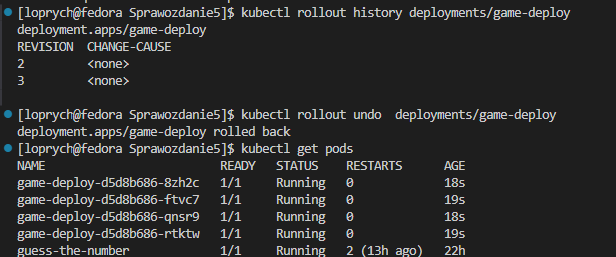 [loprych@fedora Sprawozdanie5]$ kubectl rollout history deployments/game-deploy
deployment.apps/game-deploy
REVISION  CHANGE-CAUSE
2         <none>
3         <none>

[loprych@fedora Sprawozdanie5]$ kubectl rollout undo  deployments/game-deploy
deployment.apps/game-deploy rolled back
[loprych@fedora Sprawozdanie5]$ kubectl get pods
NAME                         READY   STATUS    RESTARTS      AGE
game-deploy-d5d8b686-8zh2c   1/1     Running   0             18s
game-deploy-d5d8b686-ftvc7   1/1     Running   0             19s
game-deploy-d5d8b686-qnsr9   1/1     Running   0             18s
game-deploy-d5d8b686-rtktw   1/1     Running   0             19s
guess-the-number             1/1     Running   2 (13h ago)   22h